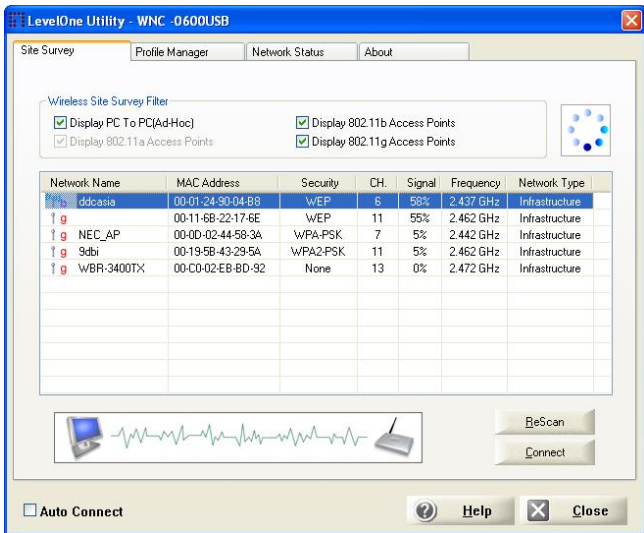 LevelOne Utility - WNC -0600USB
Site Survey Profile Manager Network Status About
Wireless Site Survey Filter
Display PC To PC(Ad-Hoc) Display 802.11b Access Points
Display 802.11a Access Points Display 802.11g Access Points
Network Name MAC Address Security CH. Signal Frequency Network Type
b ddcasia 00-01-24-90-04-B8 WEP 6 58% 2.437 GHz Infrastructure
g 00-11-6B-22-17-6E WEP 11 55% 2.462 GHz Infrastructure
g NEC_AP 00-0D-02-44-58-3A WPA-PSK 7 5% 2.442 GHz Infrastructure
g 9dbi 00-19-5B-43-29-5A WPA2-PSK 11 5% 2.462 GHz Infrastructure
g WBR-3400TX 00-C0-02-EB-BD-92 None 13 0% 2.472 GHz Infrastructure
ReScan
Connect
Auto Connect Help Close